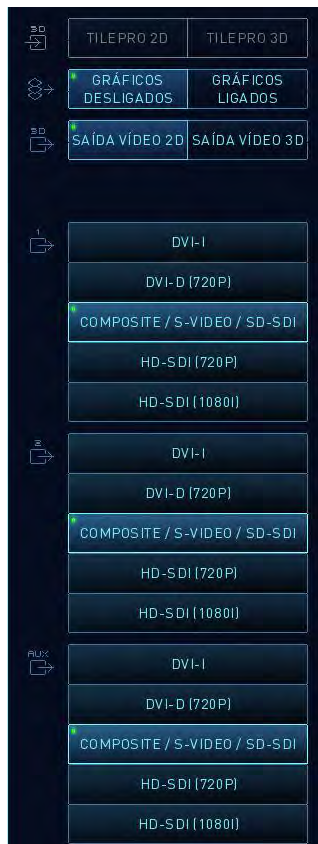 3D
TILEPRO 2D
TILEPRO 3D
GRÁFICOS
DESLIGADOS
GRÁFICOS
LIGADOS
3D
SAÍDA VÍDEO 2D
SAÍDA VÍDEO 3D
1
DVI-I
DVI-D (720P)
COMPOSITE / S-VIDEO / SD-SDI
HD-SDI (720P)
HD-SDI (1080I)
2
DVI-I
DVI-D (720P)
COMPOSITE / S-VIDEO / SD-SDI
HD-SDI (720P)
HD-SDI (1080I)
AUX
DVI-I
DVI-D (720P)
COMPOSITE / S-VIDEO / SD-SDI
HD-SDI (720P)
HD-SDI (1080I)